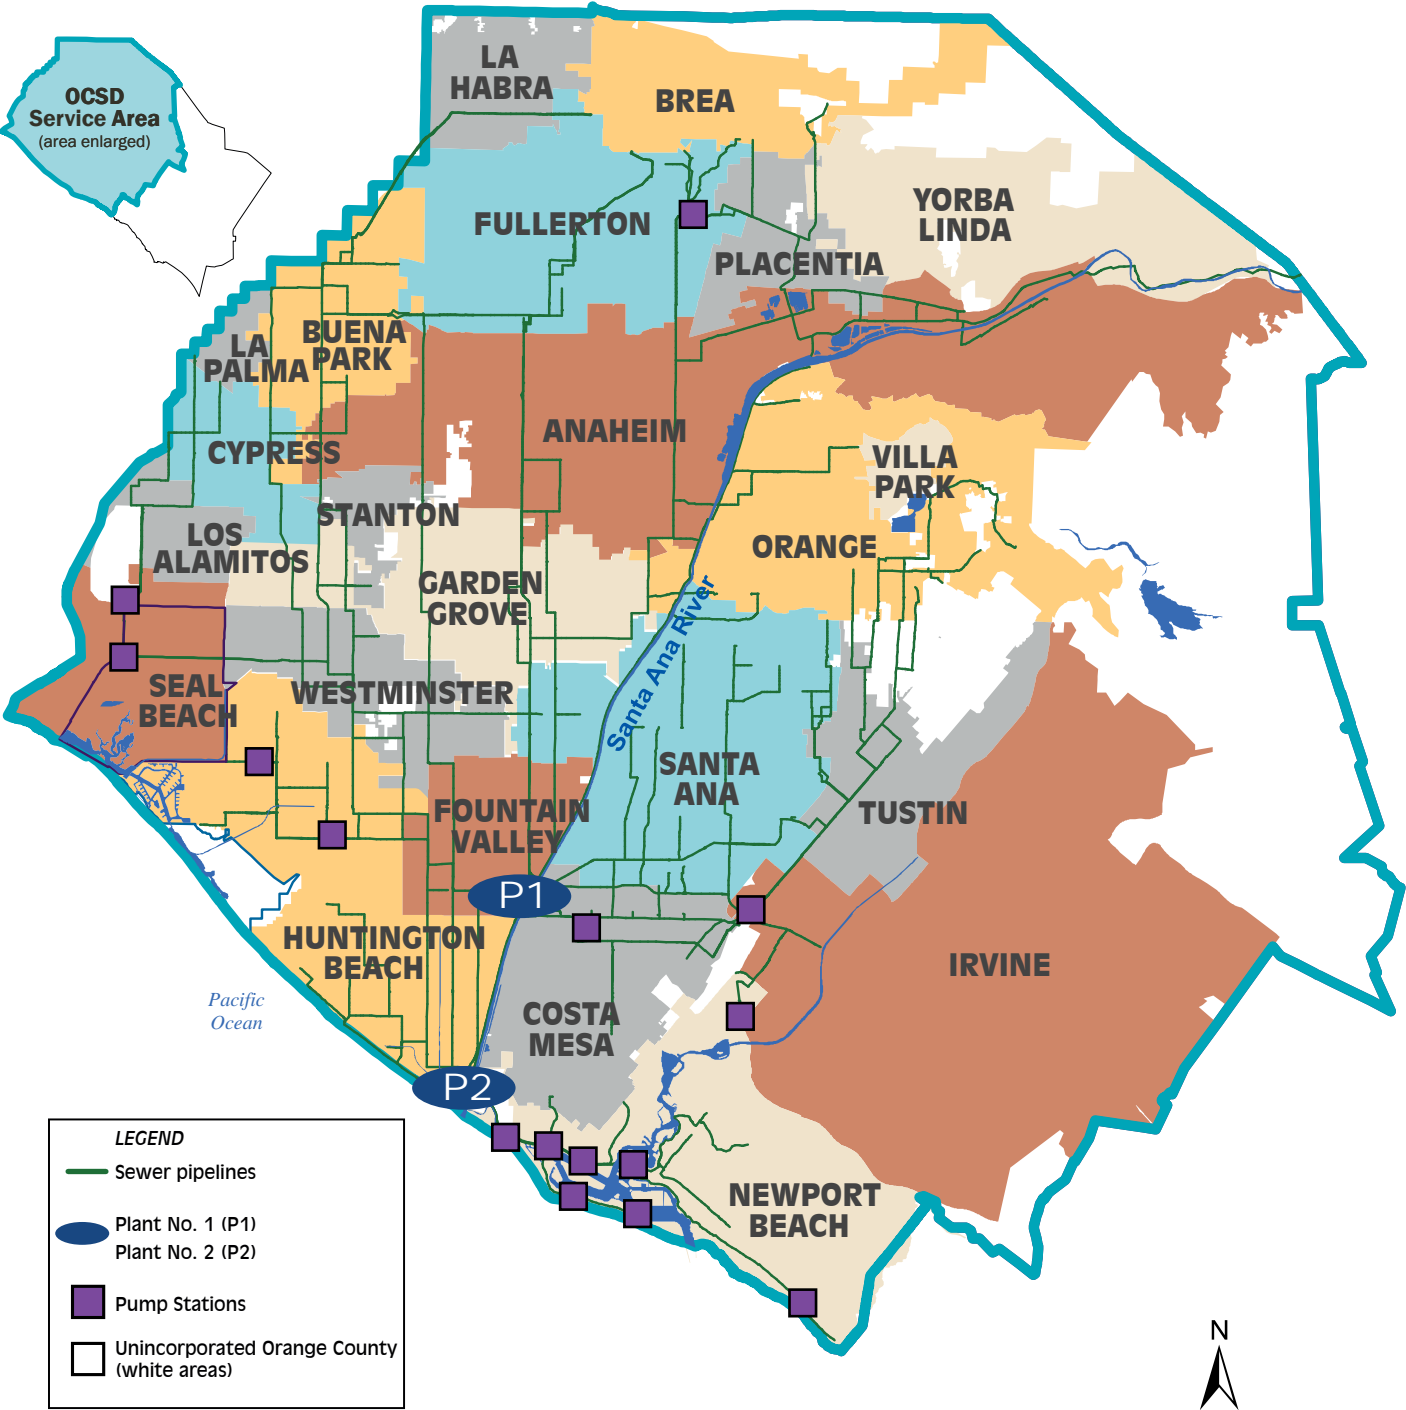 OCSD
Service Area
(area enlarged)
LA
HABRA
BREA
YORBA
LINDA
FULLERTON
PLACENTIA
BUENA
PARK
LA
PALMA
ANAHEIM
CYPRESS
VILLA
PARK
STANTON
LOS
ALAMITOS
ORANGE
GARDEN
GROVE
Santa Ana River
SEAL
BEACH
WESTMINSTER
SANTA
ANA
FOUNTAIN
VALLEY
TUSTIN
P1
HUNTINGTON
BEACH
IRVINE
Pacific
Ocean
COSTA
MESA
P2
NEWPORT
BEACH
LEGEND
Sewer pipelines
Plant No. 1 (P1)
Plant No. 2 (P2)
Pump Stations
Unincorporated Orange County
(white areas)
N